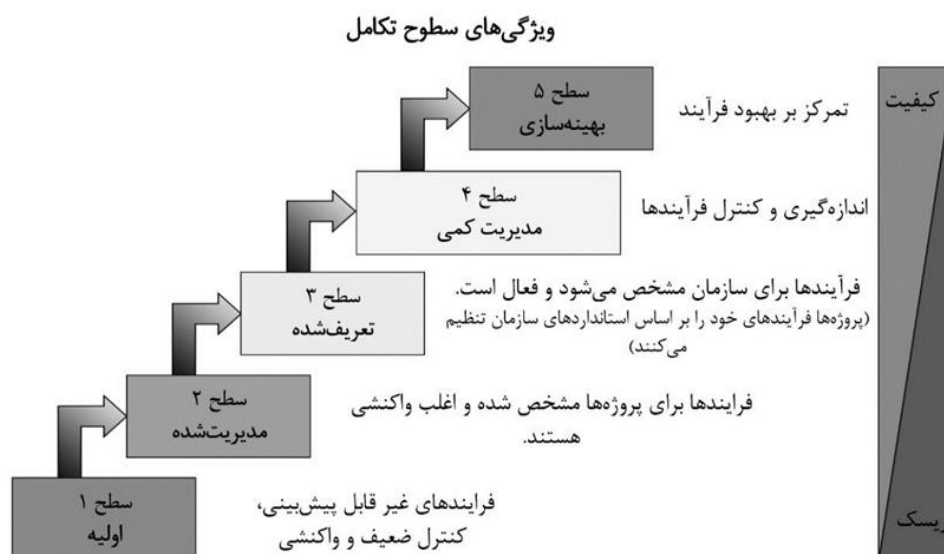 ویژگی‌های سطوح تکامل
سطح ۵
بهینه‌سازی
تمرکز بر بهبود فرآیند
کیفیت
سطح ۴
مدیریت کمی
اندازه‌گیری و کنترل فرآیندها
سطح ۳
تعریف‌شده
فرآیندها برای سازمان مشخص می‌شود و فعال است.
(پروژه‌ها فرآیندهای خود را بر اساس استانداردهای سازمان تنظیم
می‌کنند)
سطح ۲
مدیریت‌شده
فرایندها برای پروژه‌ها مشخص شده و اغلب واکنشی
هستند.
سطح ۱
اولیه
فرایندهای غیر قابل پیش‌بینی،
کنترل ضعیف و واکنشی
ریسک